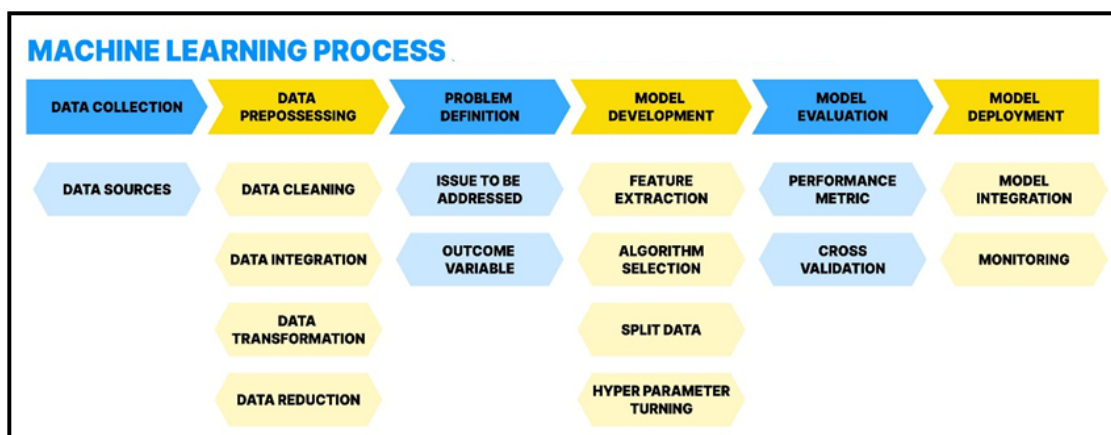 MACHINE LEARNING PROCESS
DATA COLLECTION
DATA
PREPOSSESSING
PROBLEM
DEFINITION
MODEL
DEVELOPMENT
MODEL
EVALUATION
MODEL
DEPLOYMENT
DATA SOURCES
DATA CLEANING
ISSUE TO BE
ADDRESSED
FEATURE
EXTRACTION
PERFORMANCE
METRIC
MODEL
INTEGRATION
DATA INTEGRATION
OUTCOME
VARIABLE
ALGORITHM
SELECTION
CROSS
VALIDATION
MONITORING
DATA
TRANSFORMATION
SPLIT DATA
DATA REDUCTION
HYPER PARAMETER
TURNING